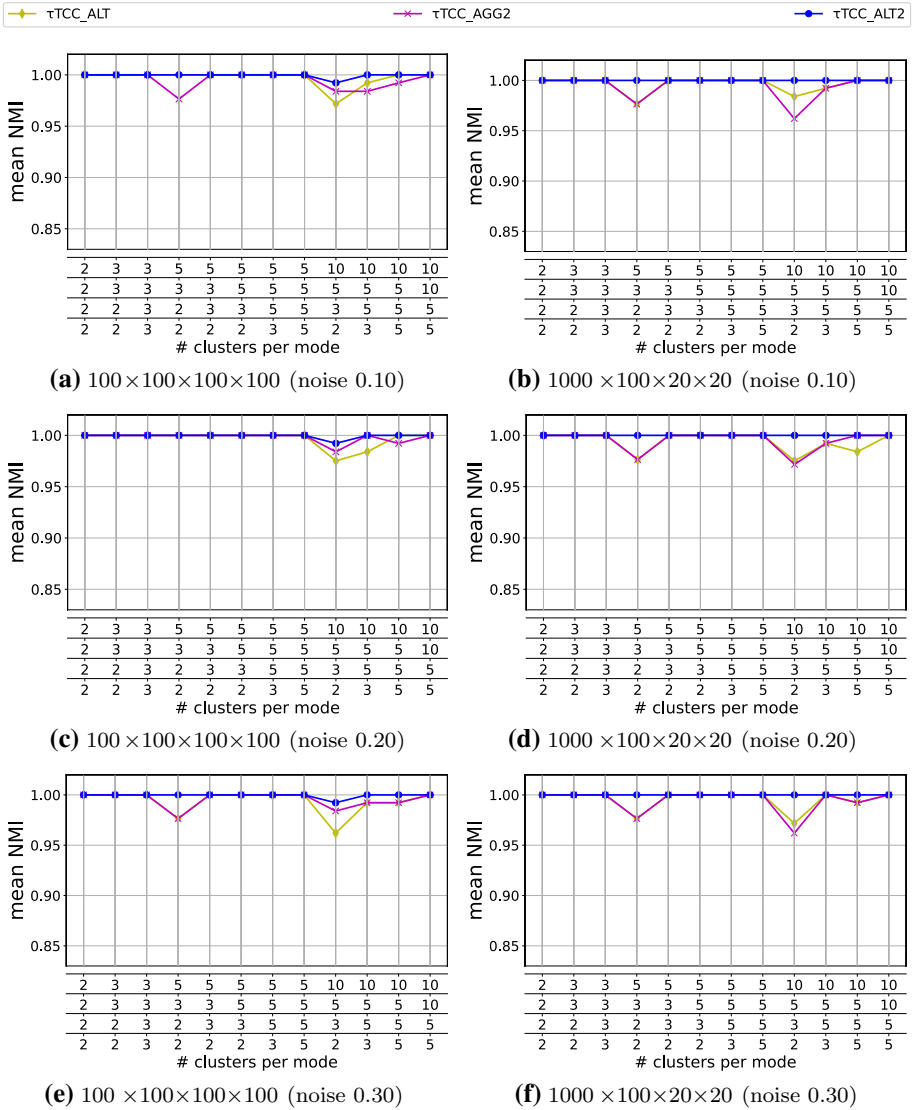 τTCC_ALT τTCC_AGG2 τTCC_ALT2
1.00
0.95
0.90
0.85
mean NMI
2 3 3 5 5 5 5 5 10 10 10 10
2 3 3 3 3 5 5 5 5 5 5 10
2 2 3 2 3 5 5 5 3 5 5 5
2 2 3 2 3 2 3 5 2 3 5 5
# clusters per mode
(a) 100×100×100×100 (noise 0.10)
1.00
0.95
0.90
0.85
mean NMI
2 3 3 5 5 5 5 5 10 10 10 10
2 3 3 3 3 5 5 5 5 5 5 10
2 2 3 2 3 5 5 5 3 5 5 5
2 2 3 2 3 2 3 5 2 3 5 5
# clusters per mode
(b) 1000 ×100×20×20 (noise 0.10)
1.00
0.95
0.90
0.85
mean NMI
2 3 3 5 5 5 5 5 10 10 10 10
2 3 3 3 3 5 5 5 5 5 5 10
2 2 3 2 3 5 5 5 3 5 5 5
2 2 3 2 3 2 3 5 2 3 5 5
# clusters per mode
(c) 100 ×100×100×100 (noise 0.20)
1.00
0.95
0.90
0.85
mean NMI
2 3 3 5 5 5 5 5 10 10 10 10
2 3 3 3 3 5 5 5 5 5 5 10
2 2 3 2 3 5 5 5 3 5 5 5
2 2 3 2 3 2 3 5 2 3 5 5
# clusters per mode
(d) 1000 ×100×20×20 (noise 0.20)
1.00
0.95
0.90
0.85
mean NMI
2 3 3 5 5 5 5 5 10 10 10 10
2 3 3 3 3 5 5 5 5 5 5 10
2 2 3 2 3 5 5 5 3 5 5 5
2 2 3 2 3 2 3 5 2 3 5 5
# clusters per mode
(e) 100 ×100×100×100 (noise 0.30)
1.00
0.95
0.90
0.85
mean NMI
2 3 3 5 5 5 5 5 10 10 10 10
2 3 3 3 3 5 5 5 5 5 5 10
2 2 3 2 3 5 5 5 3 5 5 5
2 2 3 2 3 2 3 5 2 3 5 5
# clusters per mode
(f) 1000 ×100×20×20 (noise 0.30)